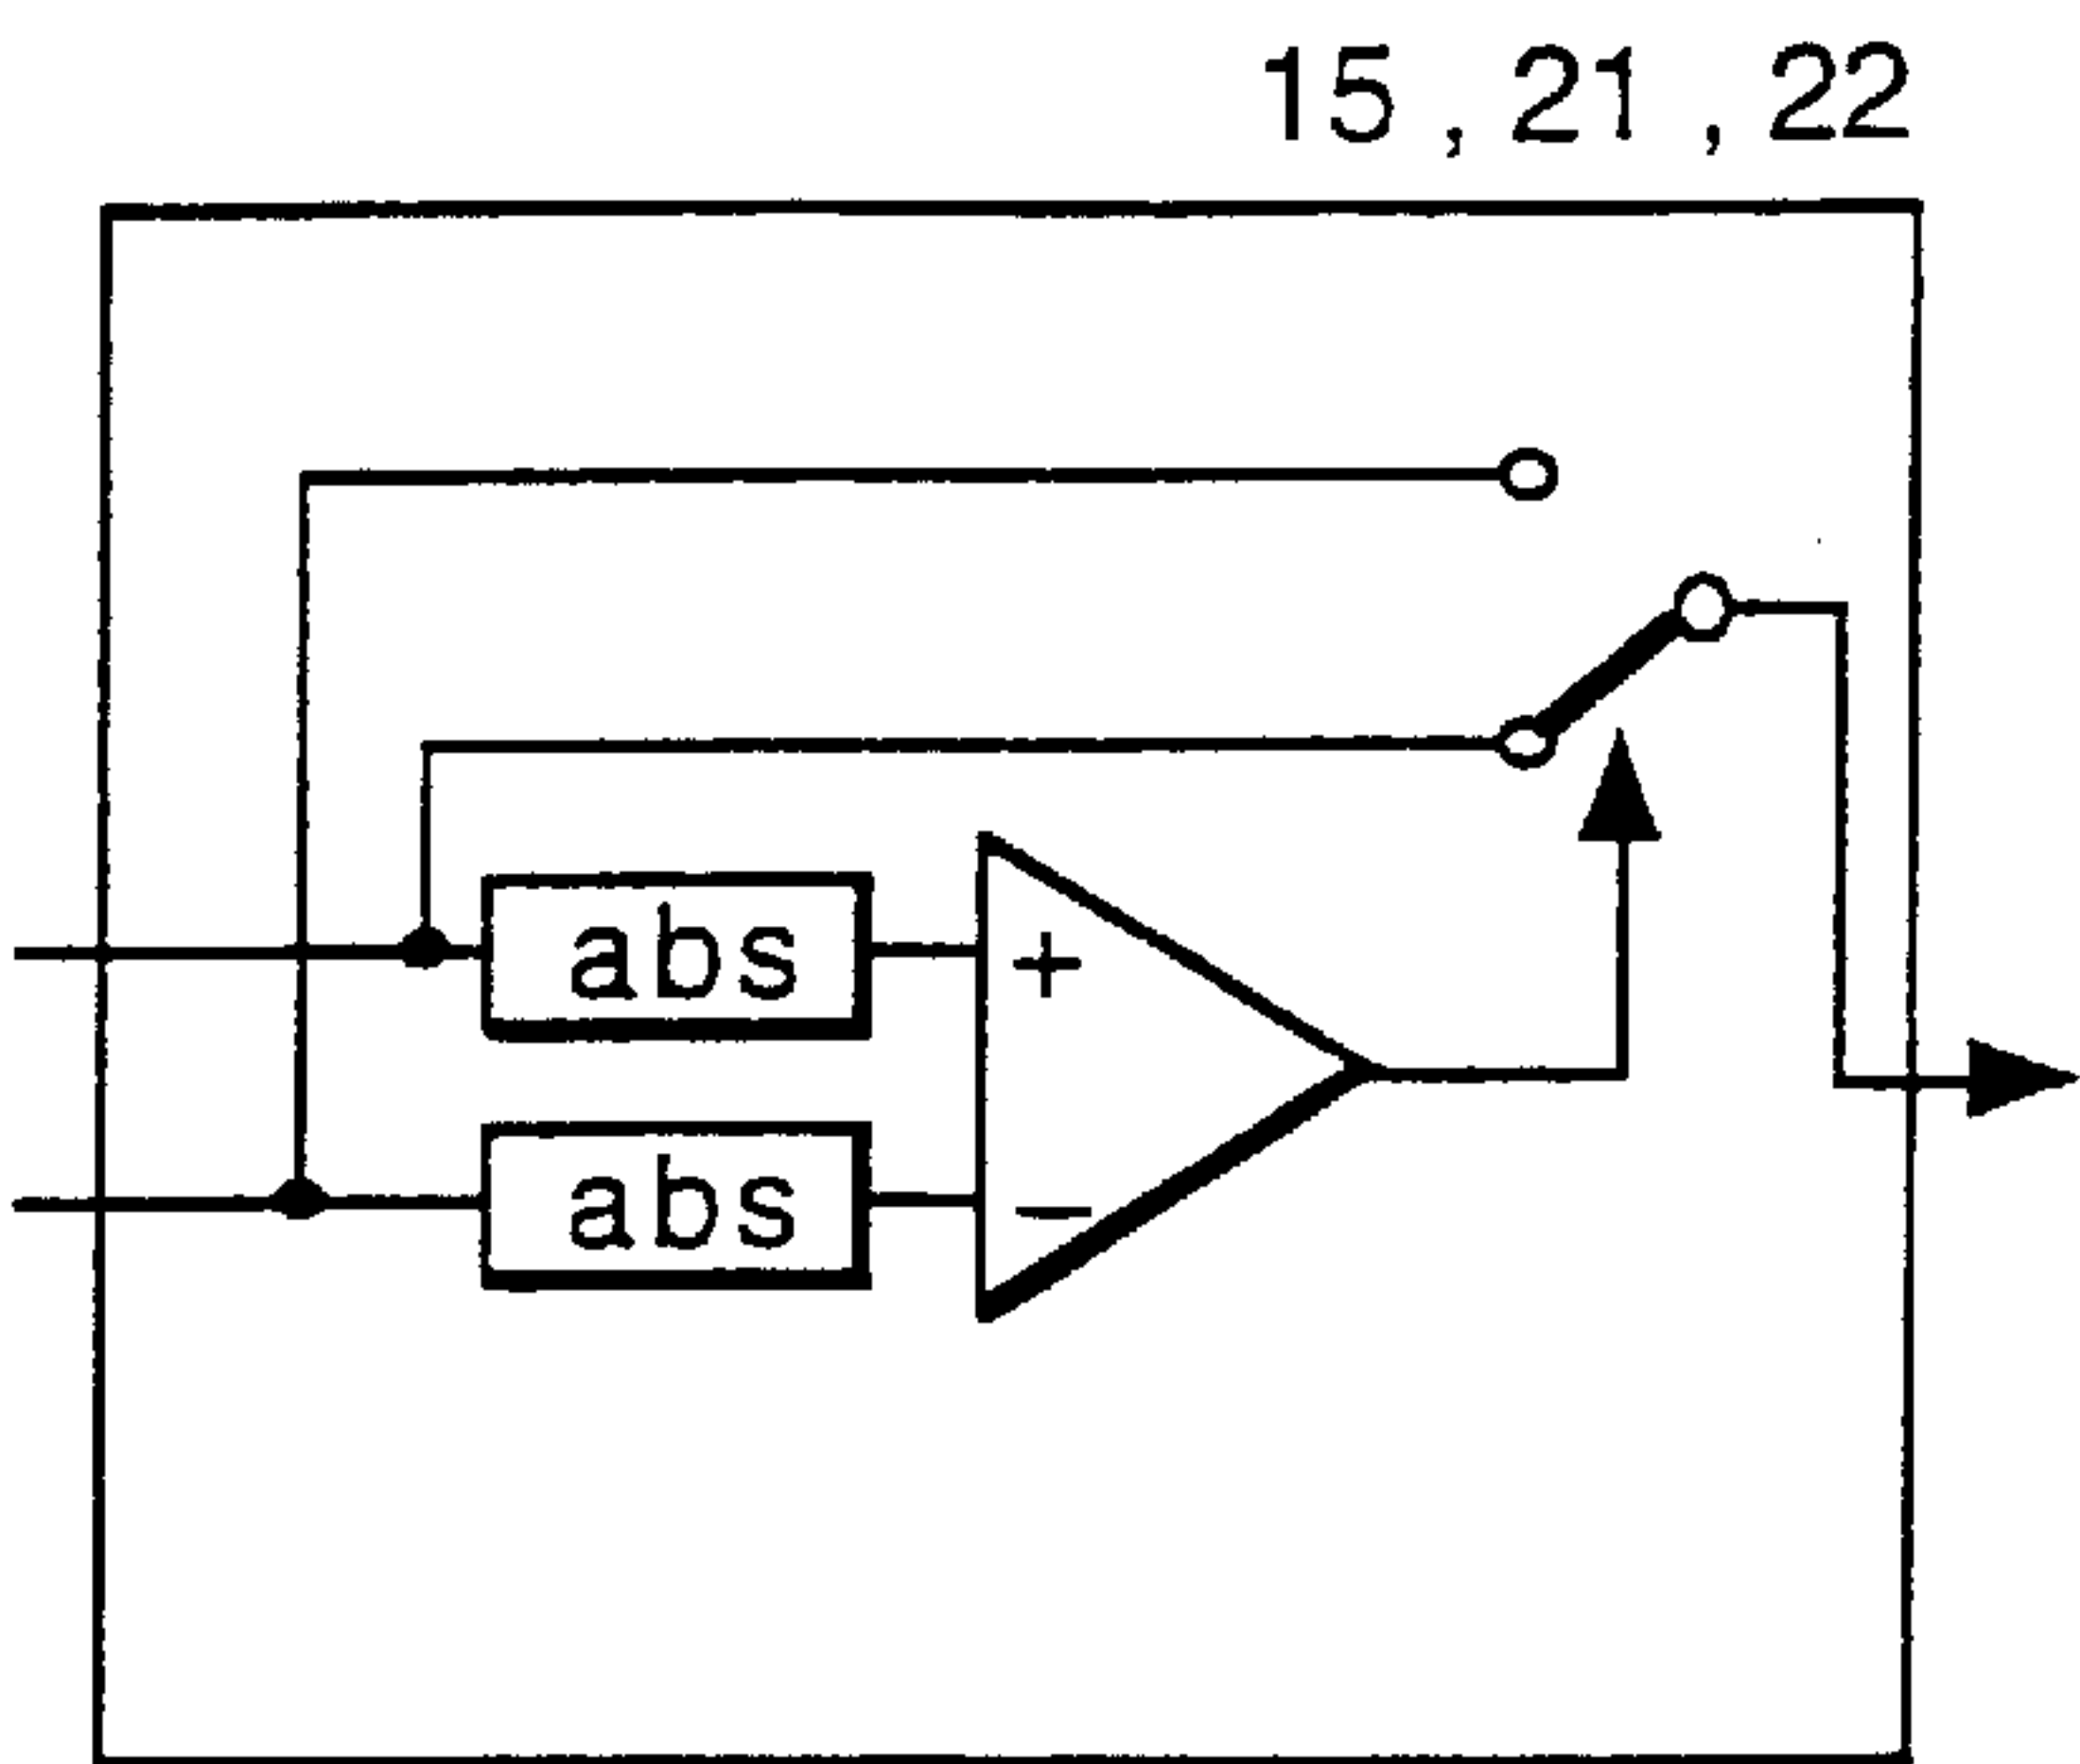 15 , 21 , 22
abs
+
abs
−